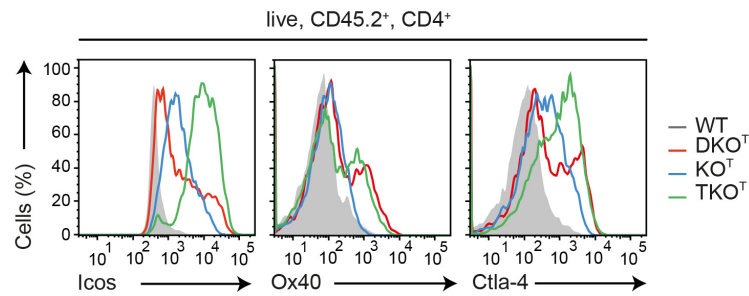 live, CD45.2⁺, CD4⁺
Cells (%)
100
80
60
40
20
0
10¹ 10² 10³ 10⁴ 10⁵
10¹ 10² 10³ 10⁴ 10⁵
10¹ 10² 10³ 10⁴ 10⁵
Icos
Ox40
Ctla-4
WT
DKOᵀ
KOᵀ
TKOᵀ